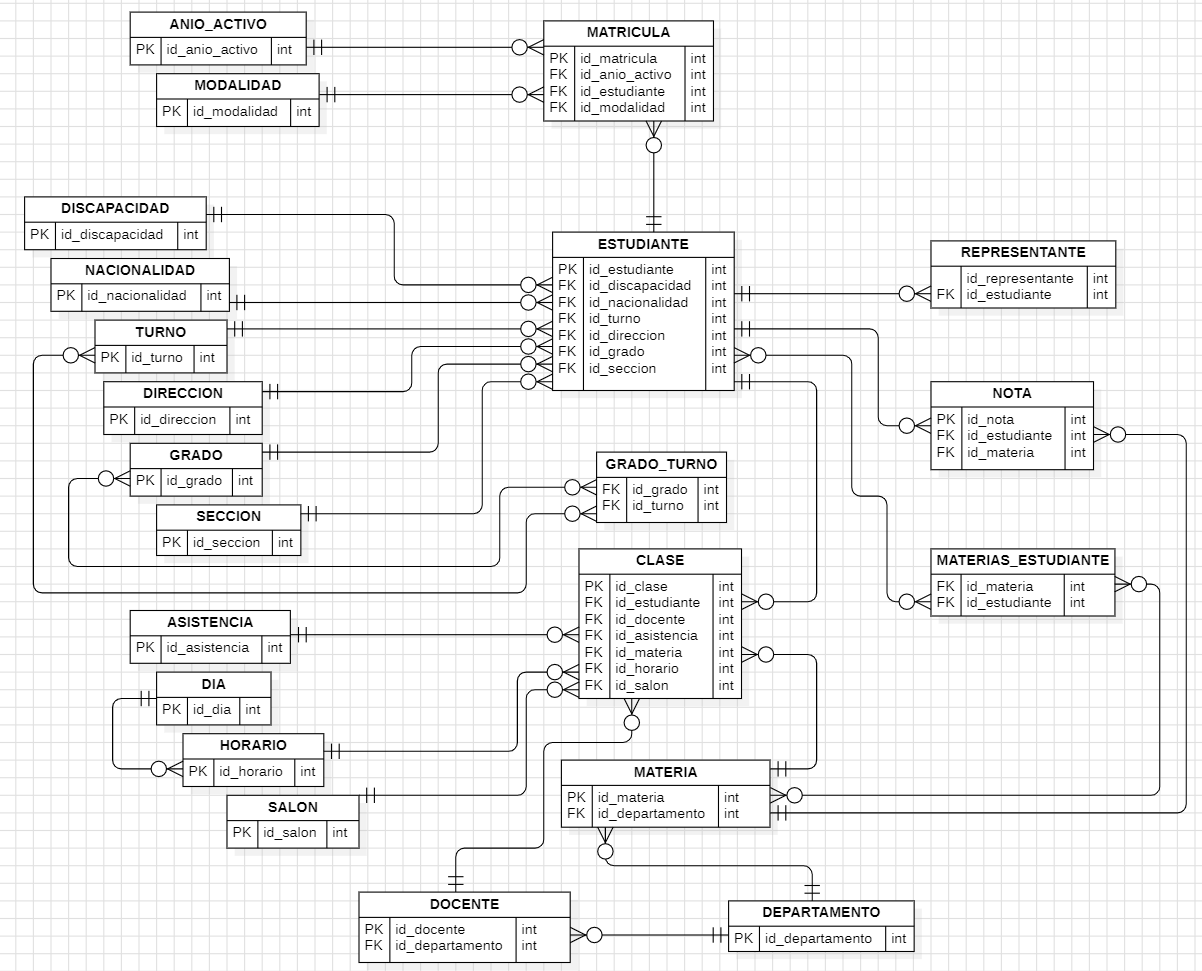 ANIO_ACTIVO
PK id_anio_activo int
MODALIDAD
PK id_modalidad int
MATRICULA
PK id_matricula int
FK id_anio_activo int
FK id_estudiante int
FK id_modalidad int
DISCAPACIDAD
PK id_discapacidad int
NACIONALIDAD
PK id_nacionalidad int
TURNO
PK id_turno int
DIRECCION
PK id_direccion int
GRADO
PK id_grado int
SECCION
PK id_seccion int
ESTUDIANTE
PK id_estudiante int
FK id_discapacidad int
FK id_nacionalidad int
FK id_turno int
FK id_direccion int
FK id_grado int
FK id_seccion int
REPRESENTANTE
id_representante int
FK id_estudiante int
NOTA
PK id_nota int
FK id_estudiante int
FK id_materia int
GRADO_TURNO
FK id_grado int
FK id_turno int
CLASE
PK id_clase int
FK id_estudiante int
FK id_docente int
FK id_asistencia int
FK id_materia int
FK id_horario int
FK id_salon int
MATERIAS_ESTUDIANTE
FK id_materia int
FK id_estudiante int
ASISTENCIA
PK id_asistencia int
DIA
PK id_dia int
HORARIO
PK id_horario int
SALON
PK id_salon int
MATERIA
PK id_materia int
FK id_departamento int
DOCENTE
PK id_docente int
FK id_departamento int
DEPARTAMENTO
PK id_departamento int